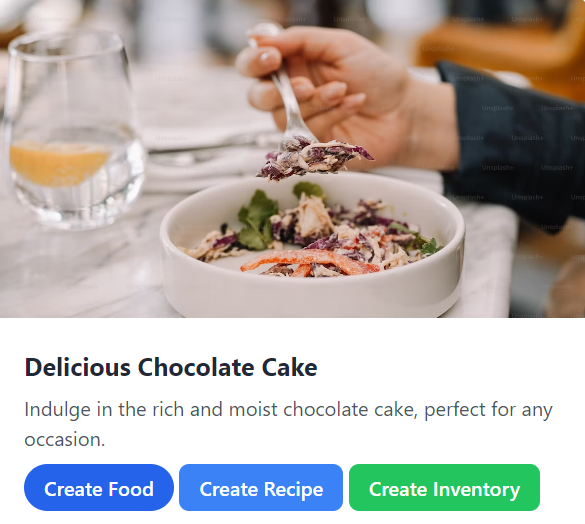 Delicious Chocolate Cake
Indulge in the rich and moist chocolate cake, perfect for any
occasion.
Create Food
Create Recipe
Create Inventory